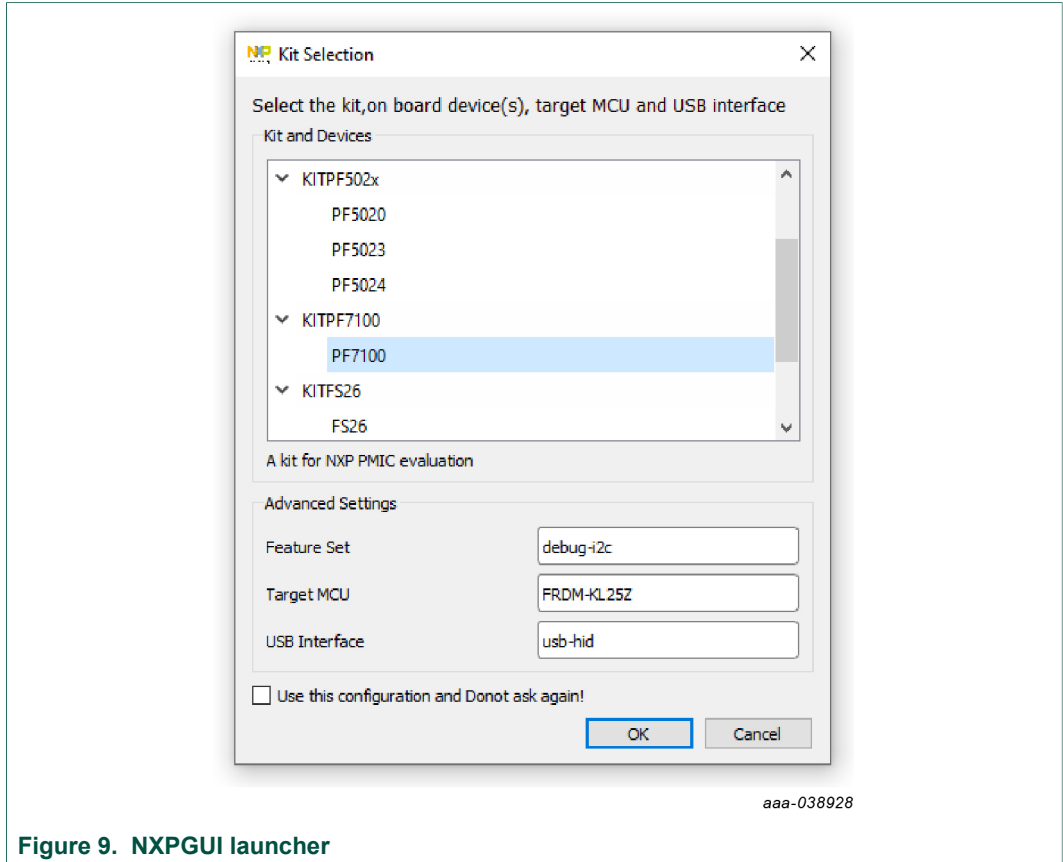 NXP Kit Selection
Select the kit,on board device(s), target MCU and USB interface
Kit and Devices
KITPF502x
PF5020
PF5023
PF5024
KITPF7100
PF7100
KITFS26
FS26
A kit for NXP PMIC evaluation
Advanced Settings
Feature Set debug-i2c
Target MCU FRDM-KL25Z
USB Interface usb-hid
Use this configuration and Donot ask again!
OK Cancel
aaa-038928
Figure 9. NXPGUI launcher